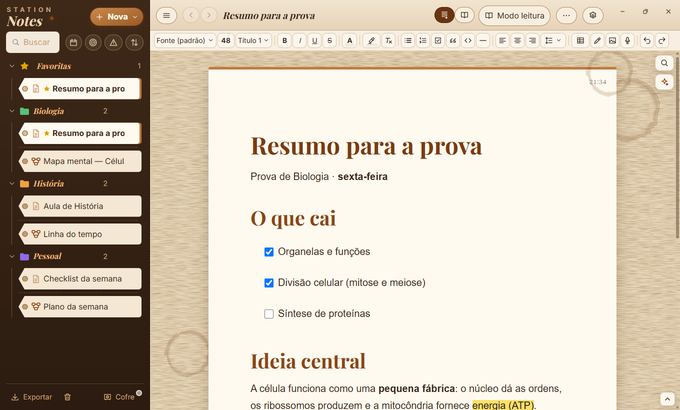 STATION
Notes
+ Nova
Resumo para a prova
Modo leitura
Buscar
Fonte (padrão)
48
Título 1
B
I
U
S
A
Tx
Favoritas 1
Resumo para a pro
Biologia 2
Resumo para a pro
Mapa mental — Célul
História 2
Aula de História
Linha do tempo
Pessoal 2
Checklist da semana
Plano da semana
Exportar
Cofre
21:34
Resumo para a prova
Prova de Biologia · sexta-feira
O que cai
Organelas e funções
Divisão celular (mitose e meiose)
Síntese de proteínas
Ideia central
A célula funciona como uma pequena fábrica: o núcleo dá as ordens,
os ribossomos produzem e a mitocôndria fornece energia (ATP).